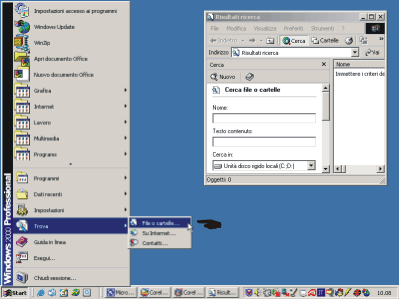 Impostazioni accesso ai programmi
Windows Update
WinZip
Apri documento Office
Nuovo documento Office
Grafica
Internet
Lavoro
Multimedia
Programs
Programmi
Dati recenti
Impostazioni
Trova
Guida in linea
Esegui...
Chiudi sessione...
Windows 2000 Professional
File o cartelle...
Su Internet...
Contatti...
Risultati ricerca
File Modifica Visualizza Preferiti Strumenti ?
Indietro Cerca Cartelle
Indirizzo Risultati ricerca Vai
Cerca
Nuovo
Cerca file o cartelle
Nome:
Testo contenuto:
Cerca in:
Unità disco rigido locali (C:;D:)
Nome
Immettere i criteri de
Oggetti: 0
Start
Micro...
Corel ...
Corel ...
Risult...
10.08